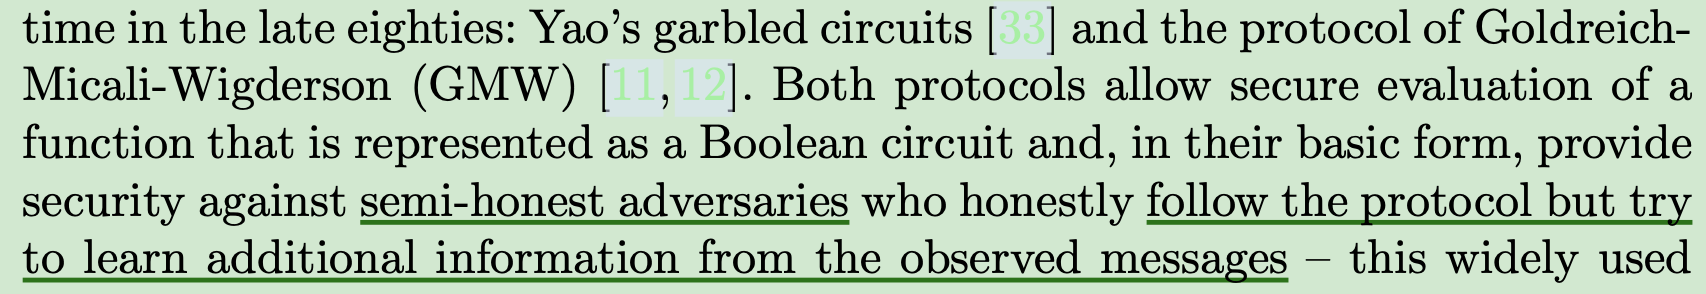 time in the late eighties: Yao’s garbled circuits [33] and the protocol of Goldreich-
Micali-Wigderson (GMW) [11, 12]. Both protocols allow secure evaluation of a
function that is represented as a Boolean circuit and, in their basic form, provide
security against semi-honest adversaries who honestly follow the protocol but try
to learn additional information from the observed messages – this widely used